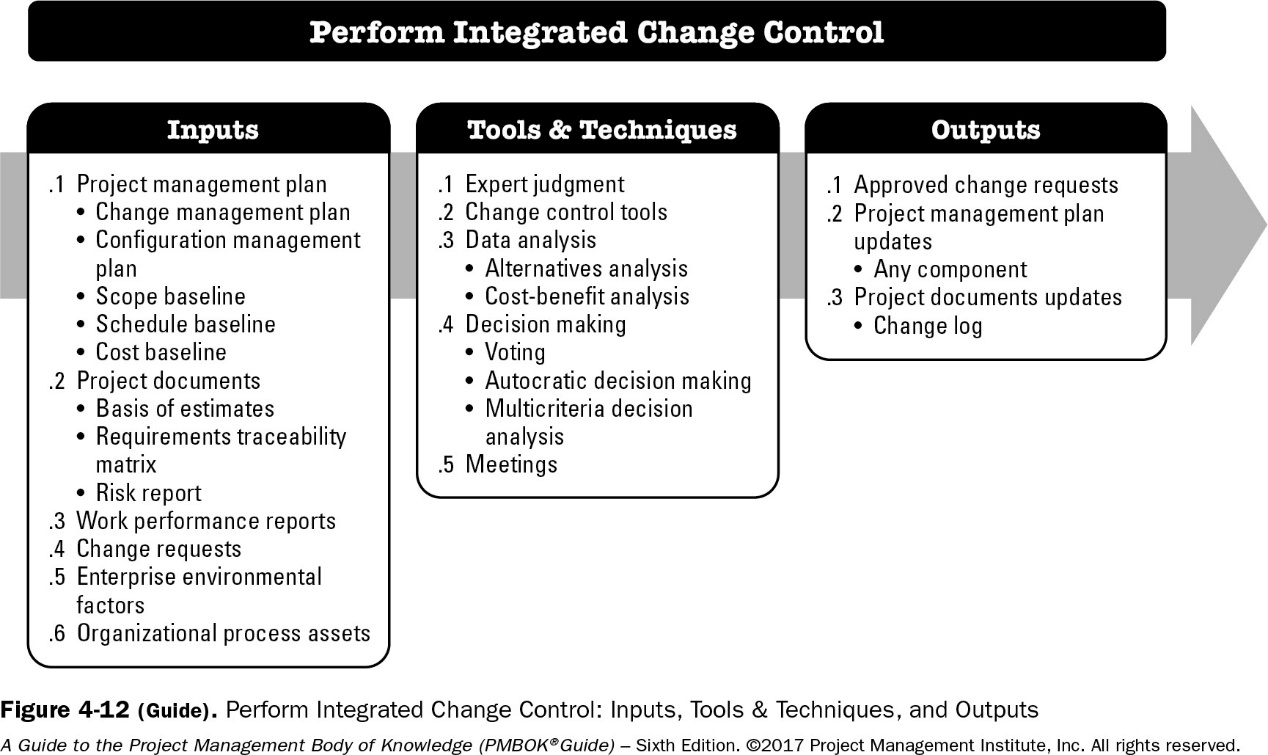 Perform Integrated Change Control
Inputs
.1 Project management plan
• Change management plan
• Configuration management
plan
• Scope baseline
• Schedule baseline
• Cost baseline
.2 Project documents
• Basis of estimates
• Requirements traceability
matrix
• Risk report
.3 Work performance reports
.4 Change requests
.5 Enterprise environmental
factors
.6 Organizational process assets
Tools & Techniques
.1 Expert judgment
.2 Change control tools
.3 Data analysis
• Alternatives analysis
• Cost-benefit analysis
.4 Decision making
• Voting
• Autocratic decision making
• Multicriteria decision
analysis
.5 Meetings
Outputs
.1 Approved change requests
.2 Project management plan
updates
• Any component
.3 Project documents updates
• Change log
Figure 4-12 (Guide). Perform Integrated Change Control: Inputs, Tools & Techniques, and Outputs
A Guide to the Project Management Body of Knowledge (PMBOK® Guide) – Sixth Edition. ©2017 Project Management Institute, Inc. All rights reserved.